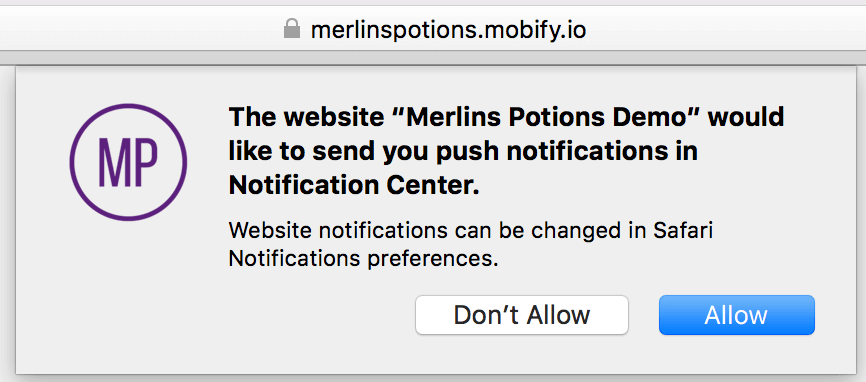 merlinspotions.mobify.io
MP
The website “Merlins Potions Demo” would
like to send you push notifications in
Notification Center.
Website notifications can be changed in Safari
Notifications preferences.
Don’t Allow
Allow